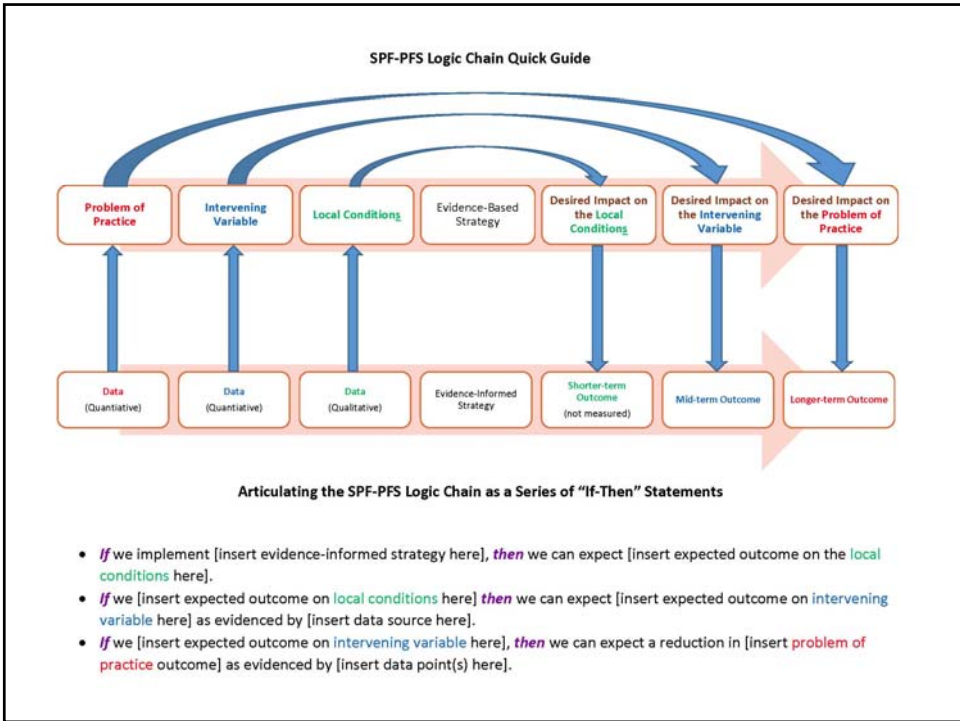 SPF-PFS Logic Chain Quick Guide
Problem of
Practice
Intervening
Variable
Local Conditions
Evidence-Based
Strategy
Desired Impact on
the Local
Conditions
Desired Impact on
the Intervening
Variable
Desired Impact on
the Problem of
Practice
Data
(Quantiative)
Data
(Quantiative)
Data
(Qualitative)
Evidence-Informed
Strategy
Shorter-term
Outcome
(not measured)
Mid-term Outcome
Longer-term Outcome
Articulating the SPF-PFS Logic Chain as a Series of “If-Then” Statements
• If we implement [insert evidence-informed strategy here], then we can expect [insert expected outcome on the local
conditions here].
• If we [insert expected outcome on local conditions here] then we can expect [insert expected outcome on intervening
variable here] as evidenced by [insert data source here].
• If we [insert expected outcome on intervening variable here], then we can expect a reduction in [insert problem of
practice outcome] as evidenced by [insert data point(s) here].